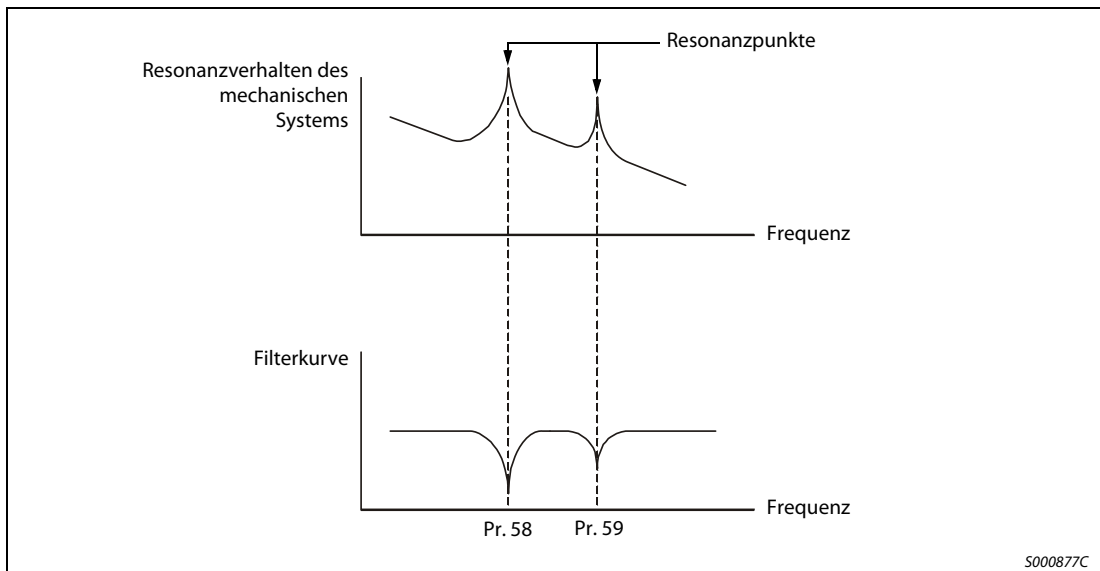 Resonanzpunkte
Resonanzverhalten des
mechanischen
Systems
Frequenz
Filterkurve
Frequenz
Pr. 58
Pr. 59
S000877C